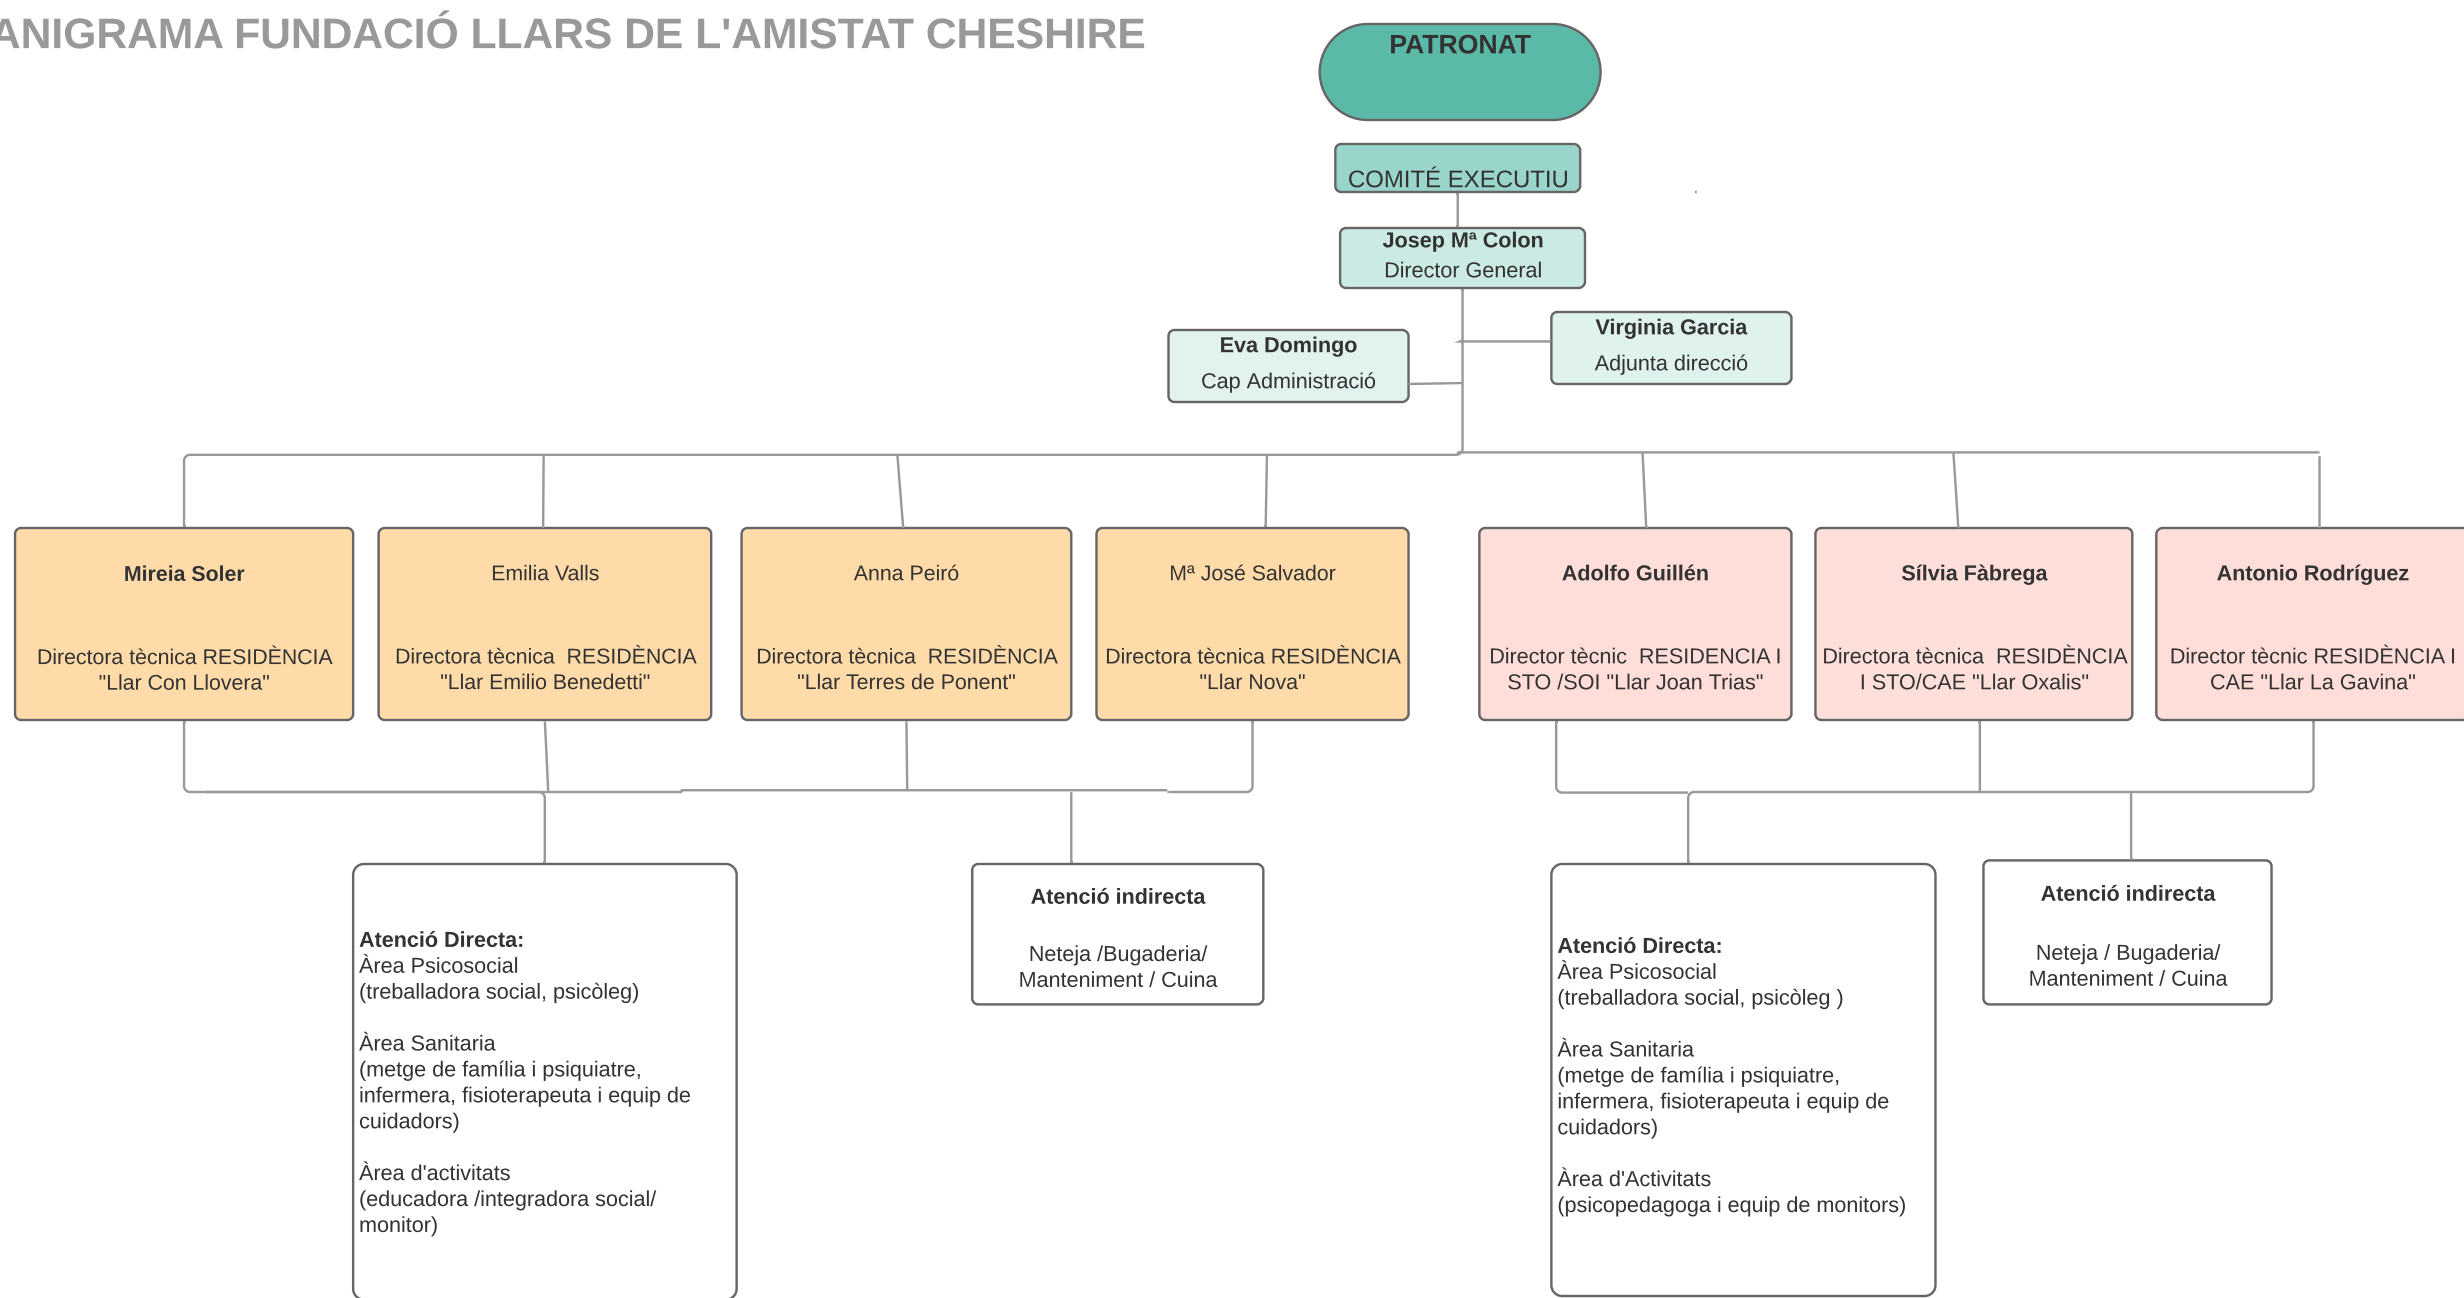 ANIGRAMA FUNDACIÓ LLARS DE L'AMISTAT CHESHIRE
PATRONAT
COMITÉ EXECUTIU
Josep Mª Colon
Director General
Virginia Garcia
Adjunta direcció
Eva Domingo
Cap Administració
Mireia Soler
Directora tècnica RESIDÈNCIA
"Llar Con Llovera"
Emilia Valls
Directora tècnica  RESIDÈNCIA
"Llar Emilio Benedetti"
Anna Peiró
Directora tècnica  RESIDÈNCIA
"Llar Terres de Ponent"
Mª José Salvador
Directora tècnica RESIDÈNCIA
"Llar Nova"
Adolfo Guillén
Director tècnic  RESIDENCIA I
STO /SOI "Llar Joan Trias"
Sílvia Fàbrega
Directora tècnica  RESIDÈNCIA
I STO/CAE "Llar Oxalis"
Antonio Rodríguez
Director tècnic RESIDÈNCIA I
CAE "Llar La Gavina"
Atenció Directa:
Àrea Psicosocial
(treballadora social, psicòleg)
Àrea Sanitaria
(metge de família i psiquiatre,
infermera, fisioterapeuta i equip de
cuidadors)
Àrea d'activitats
(educadora /integradora social/
monitor)
Atenció indirecta
Neteja /Bugaderia/
Manteniment / Cuina
Atenció Directa:
Àrea Psicosocial
(treballadora social, psicòleg )
Àrea Sanitaria
(metge de família i psiquiatre,
infermera, fisioterapeuta i equip de
cuidadors)
Àrea d'Activitats
(psicopedagoga i equip de monitors)
Atenció indirecta
Neteja / Bugaderia/
Manteniment / Cuina